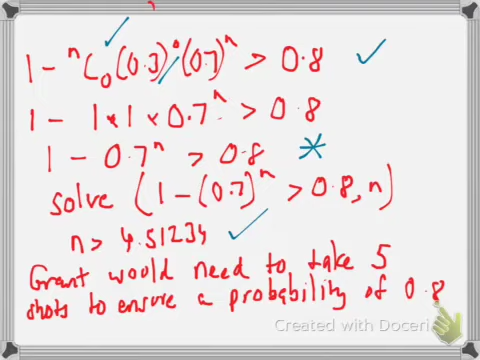 1 - ⁿC₀(0.3)⁰(0.7)ⁿ > 0.8 ✓
1 - 1 × 1 × 0.7ⁿ > 0.8
1 - 0.7ⁿ > 0.8 *
solve (1 - (0.7)ⁿ > 0.8, n)
n > 4.51234 ✓
Grant would need to take 5
shots to ensure a probability of 0.8
Created with Doceri